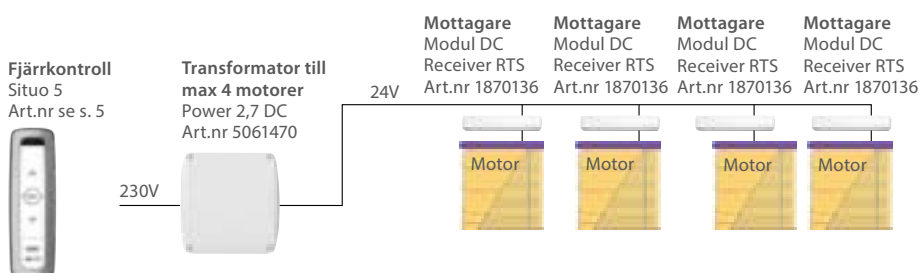 Fjärrkontroll
Situo 5
Art.nr se s. 5
230V
Transformator till
max 4 motorer
Power 2,7 DC
Art.nr 5061470
24V
Mottagare
Modul DC
Receiver RTS
Art.nr 1870136
Motor
Mottagare
Modul DC
Receiver RTS
Art.nr 1870136
Motor
Mottagare
Modul DC
Receiver RTS
Art.nr 1870136
Motor
Mottagare
Modul DC
Receiver RTS
Art.nr 1870136
Motor